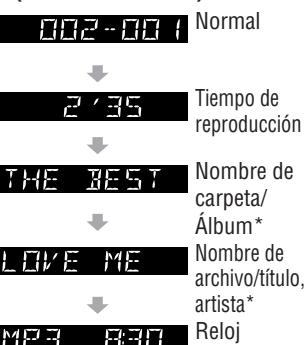 002-001 Normal
2'35 Tiempo de
reproducción
THE BEST Nombre de
carpeta/
Álbum*
LOVE ME Nombre de
archivo/título,
artista*
MP3 8:30 Reloj